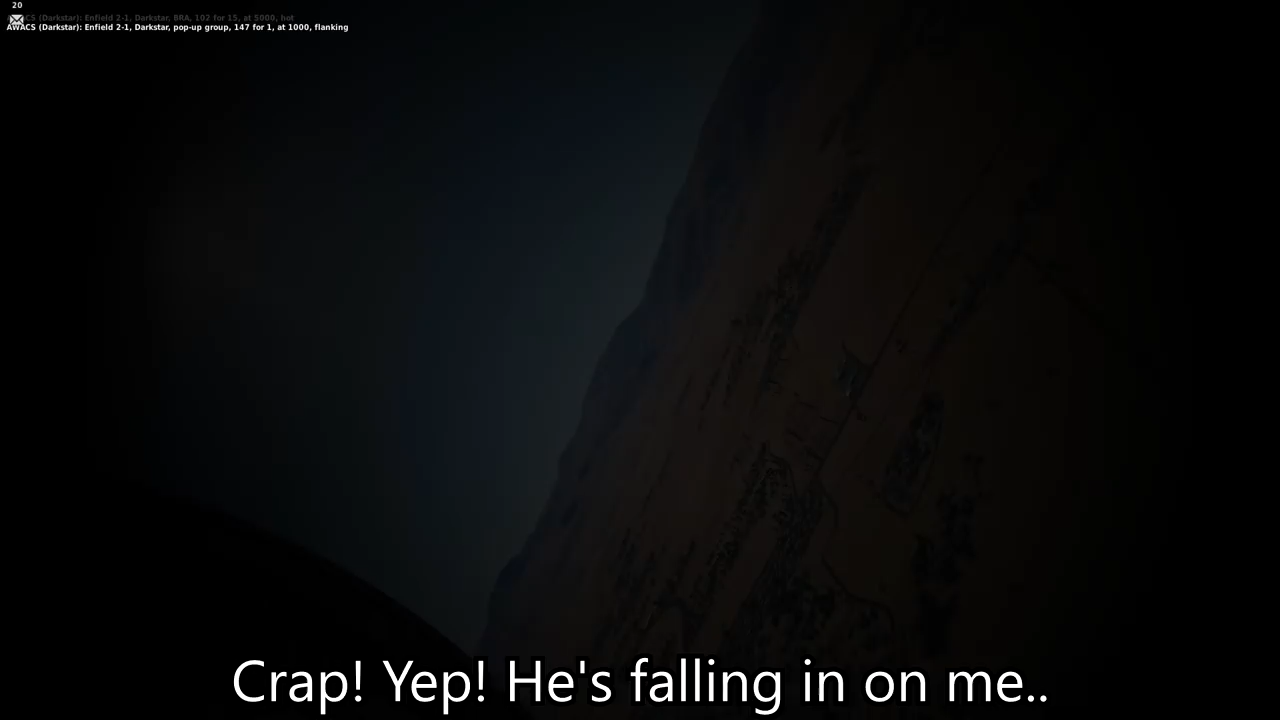 20
AWACS (Darkstar): Enfield 2-1, Darkstar, BRA, 102 for 15, at 5000, hot
AWACS (Darkstar): Enfield 2-1, Darkstar, pop-up group, 147 for 1, at 1000, flanking
Crap! Yep! He's falling in on me..